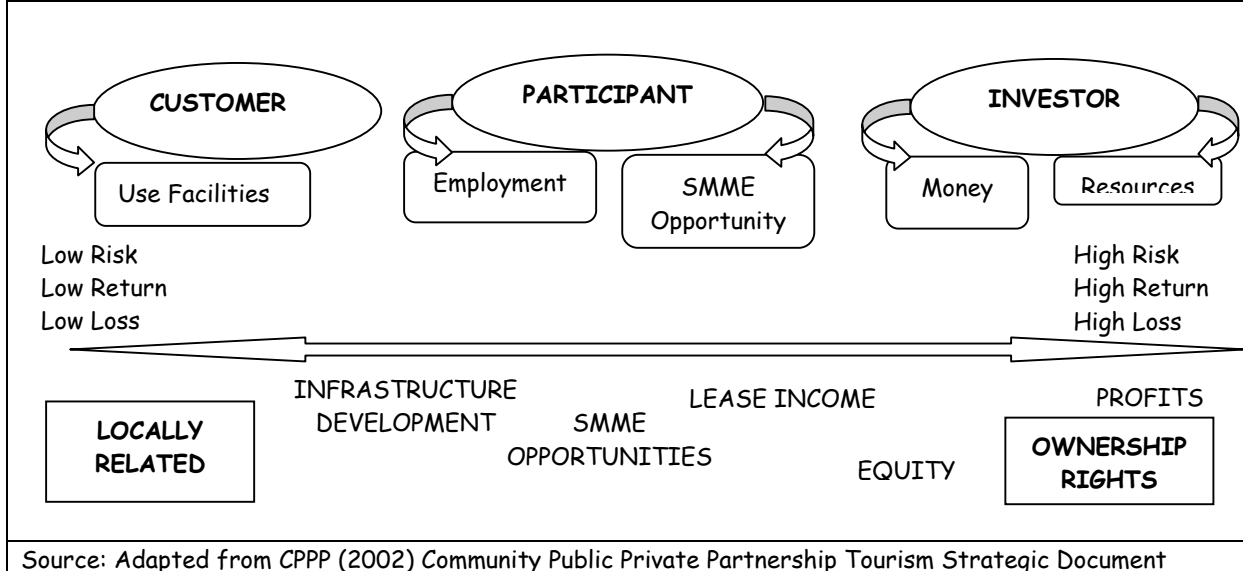 CUSTOMER
PARTICIPANT
INVESTOR
Use Facilities
Employment
SMME
Opportunity
Money
Resources
Low Risk
Low Return
Low Loss
High Risk
High Return
High Loss
INFRASTRUCTURE
DEVELOPMENT
SMME
OPPORTUNITIES
LEASE INCOME
EQUITY
PROFITS
LOCALLY
RELATED
OWNERSHIP
RIGHTS
Source: Adapted from CPPP (2002) Community Public Private Partnership Tourism Strategic Document